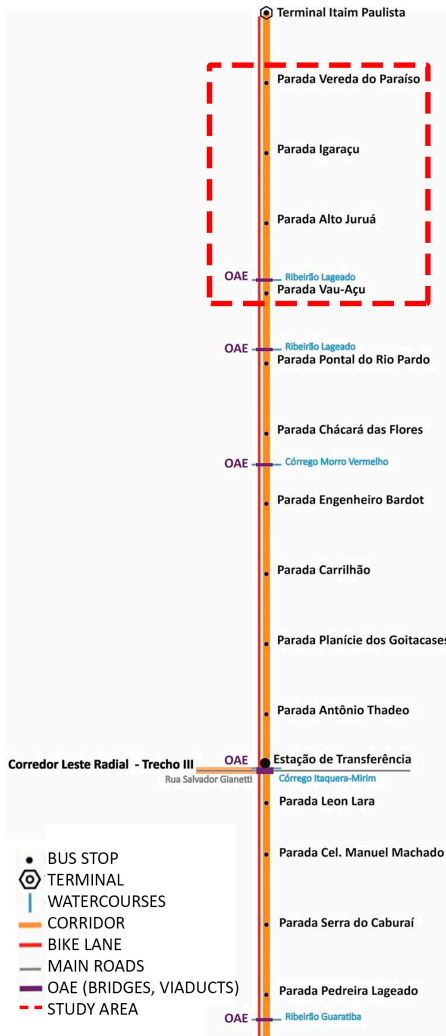 Terminal Itaim Paulista
Parada Vereda do Paraíso
Parada Igaraçu
Parada Alto Juruá
OAE Ribeirão Lageado
Parada Vau-Açu
OAE Ribeirão Lageado
Parada Pontal do Rio Pardo
Parada Chácará das Flores
OAE Córrego Morro Vermelho
Parada Engenheiro Bardot
Parada Carrilhão
Parada Planície dos Goitacases
Parada Antônio Thadeo
OAE Estação de Transferência
Corredor Leste Radial - Trecho III
Rua Salvador Gianetti Córrego Itaquera-Mirim
Parada Leon Lara
Parada Cel. Manuel Machado
Parada Serra do Caburaí
Parada Pedreira Lageado
OAE Ribeirão Guaratiba
BUS STOP
TERMINAL
WATERCOURSES
CORRIDOR
BIKE LANE
MAIN ROADS
OAE (BRIDGES, VIADUCTS)
STUDY AREA